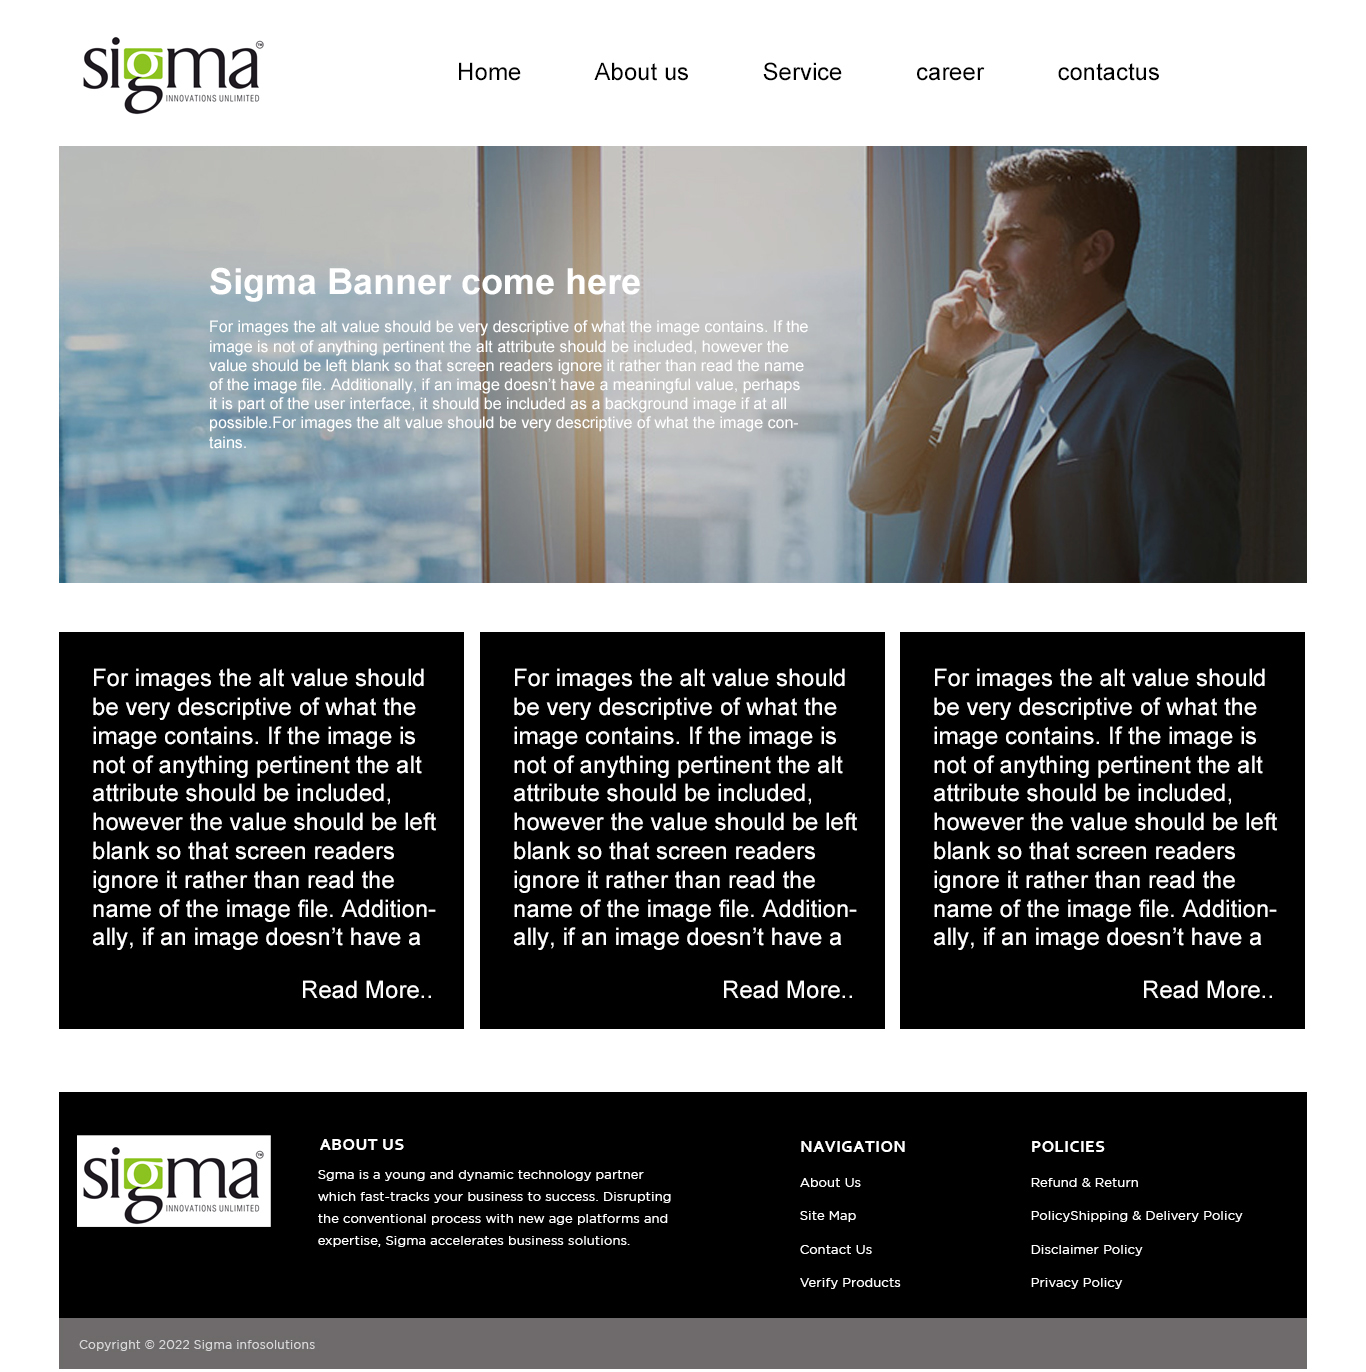 sigma
TM
INNOVATIONS UNLIMITED
Home About us Service career contactus
Sigma Banner come here
For images the alt value should be very descriptive of what the image contains. If the
image is not of anything pertinent the alt attribute should be included, however the
value should be left blank so that screen readers ignore it rather than read the name
of the image file. Additionally, if an image doesn’t have a meaningful value, perhaps
it is part of the user interface, it should be included as a background image if at all
possible.For images the alt value should be very descriptive of what the image con-
tains.
For images the alt value should
be very descriptive of what the
image contains. If the image is
not of anything pertinent the alt
attribute should be included,
however the value should be left
blank so that screen readers
ignore it rather than read the
name of the image file. Addition-
ally, if an image doesn’t have a
Read More..
For images the alt value should
be very descriptive of what the
image contains. If the image is
not of anything pertinent the alt
attribute should be included,
however the value should be left
blank so that screen readers
ignore it rather than read the
name of the image file. Addition-
ally, if an image doesn’t have a
Read More..
For images the alt value should
be very descriptive of what the
image contains. If the image is
not of anything pertinent the alt
attribute should be included,
however the value should be left
blank so that screen readers
ignore it rather than read the
name of the image file. Addition-
ally, if an image doesn’t have a
Read More..
sigma
TM
INNOVATIONS UNLIMITED
ABOUT US
Sgma is a young and dynamic technology partner
which fast-tracks your business to success. Disrupting
the conventional process with new age platforms and
expertise, Sigma accelerates business solutions.
NAVIGATION
About Us
Site Map
Contact Us
Verify Products
POLICIES
Refund & Return
PolicyShipping & Delivery Policy
Disclaimer Policy
Privacy Policy
Copyright © 2022 Sigma infosolutions